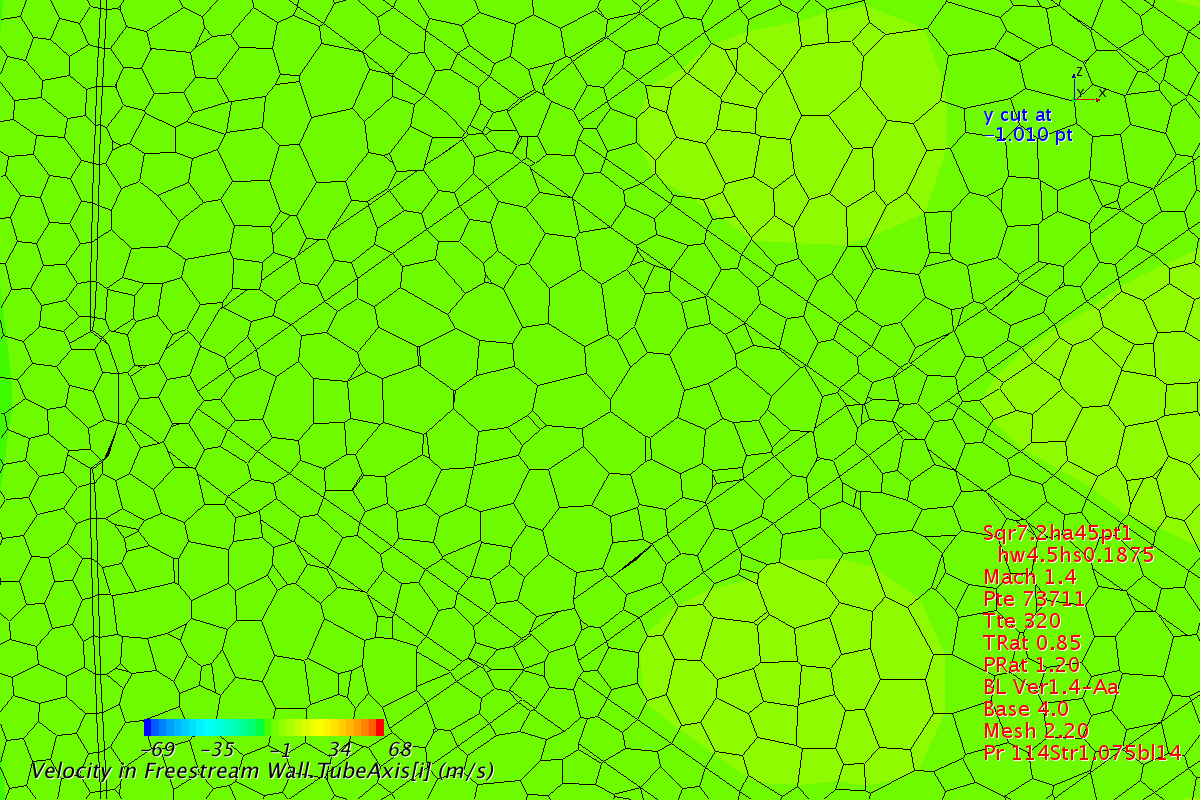 Z
Y X
y cut at
-1.010 pt
Sqr7.2ha45pt1
hw4.5hs0.1875
Mach 1.4
Pte 73711
Tte 320
TRat 0.85
PRat 1.20
BL Ver1.4-Aa
Base 4.0
Mesh 2.20
Pr 114Str1.075bl14
-69 -35 -1 34 68
Velocity in Freestream Wall.TubeAxis[i] (m/s)